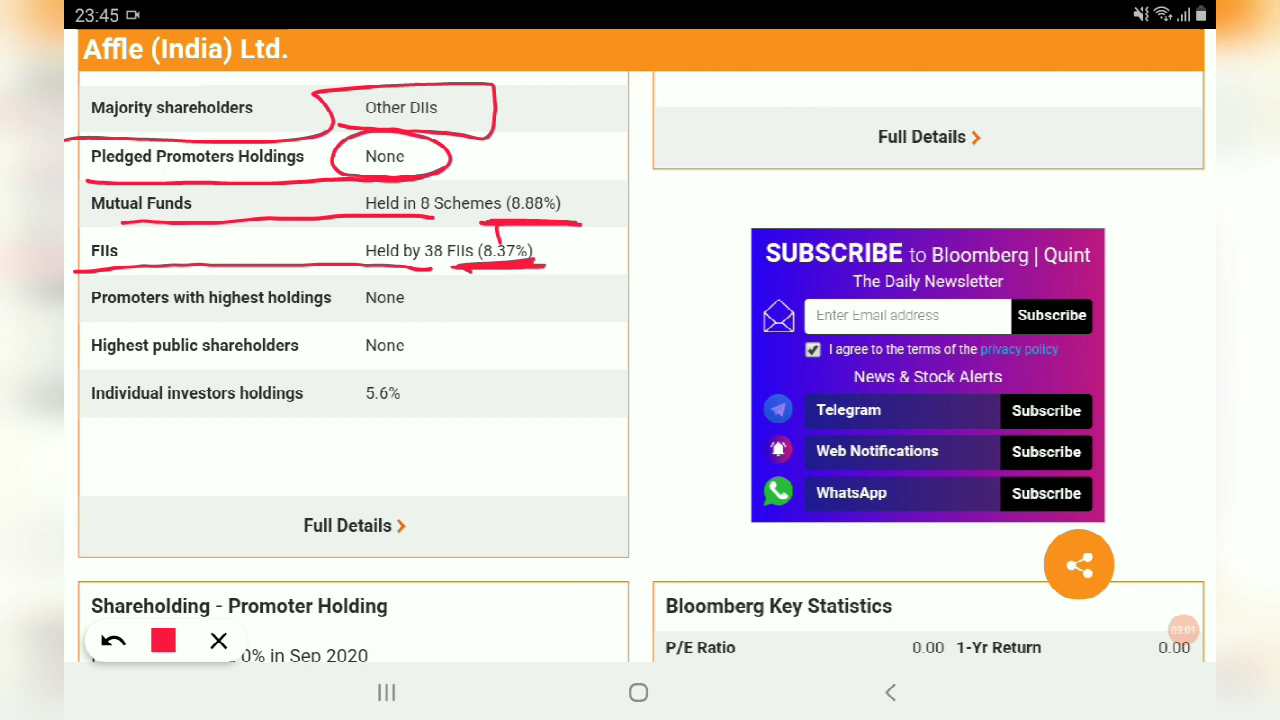 23:45
Affle (India) Ltd.
Majority shareholders Other DIIs
Pledged Promoters Holdings None
Mutual Funds Held in 8 Schemes (8.88%)
FIIs Held by 38 FIIs (8.37%)
Promoters with highest holdings None
Highest public shareholders None
Individual investors holdings 5.6%
Full Details
Full Details
SUBSCRIBE to Bloomberg | Quint
The Daily Newsletter
Enter Email address Subscribe
I agree to the terms of the privacy policy
News & Stock Alerts
Telegram Subscribe
Web Notifications Subscribe
WhatsApp Subscribe
Shareholding - Promoter Holding
0% in Sep 2020
Bloomberg Key Statistics
P/E Ratio 0.00 1-Yr Return 0.00
03:01